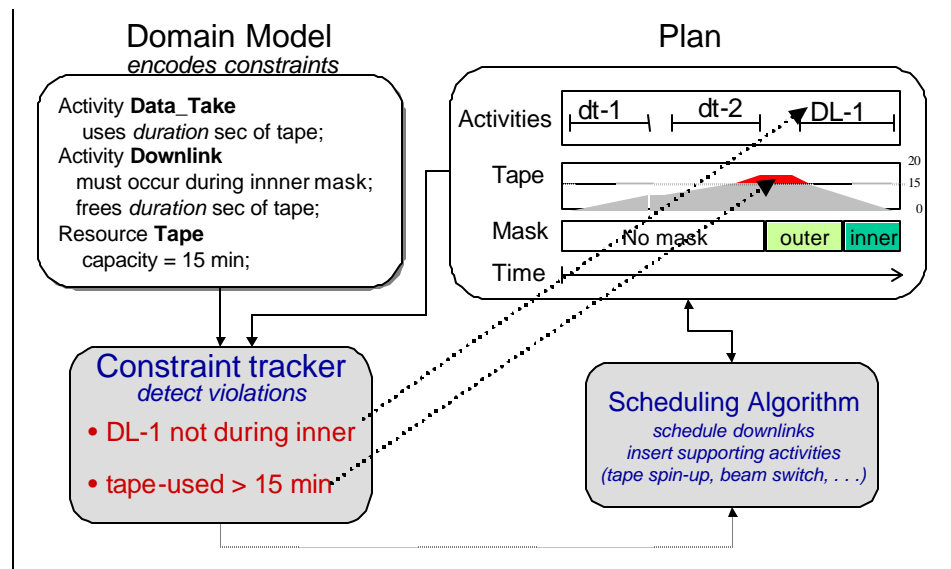 Domain Model
encodes constraints
Activity Data_Take
uses duration sec of tape;
Activity Downlink
must occur during innner mask;
frees duration sec of tape;
Resource Tape
capacity = 15 min;
Plan
Activities
dt-1
dt-2
DL-1
Tape
20
15
0
Mask
No mask
outer
inner
Time
Constraint tracker
detect violations
• DL-1 not during inner
• tape-used > 15 min
Scheduling Algorithm
schedule downlinks
insert supporting activities
(tape spin-up, beam switch, . . .)